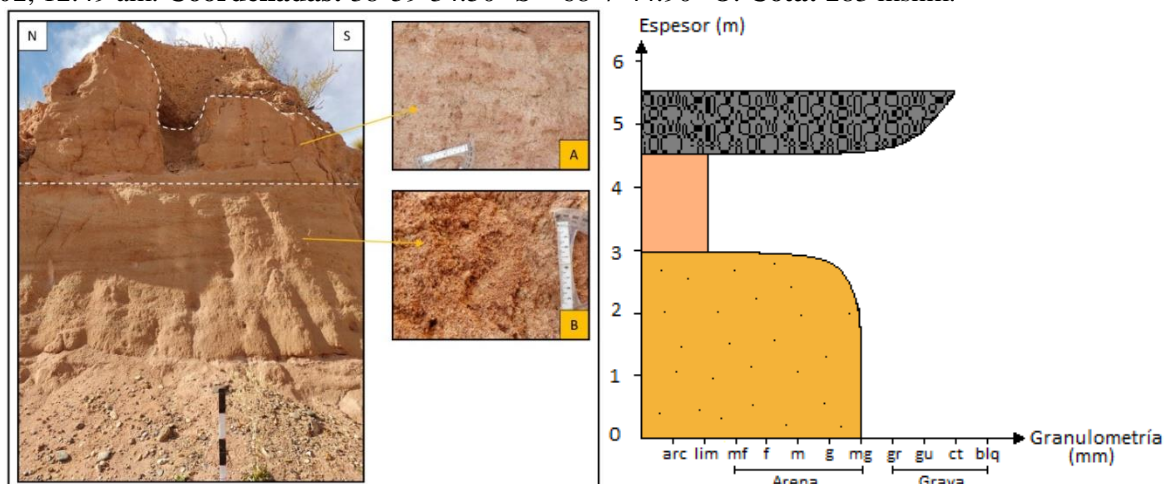 N
S
A
B
Espesor (m)
6
5
4
3
2
1
0
arc lim mf f m g mg gr gu ct blq
Granulometría
(mm)
Arena
Grava